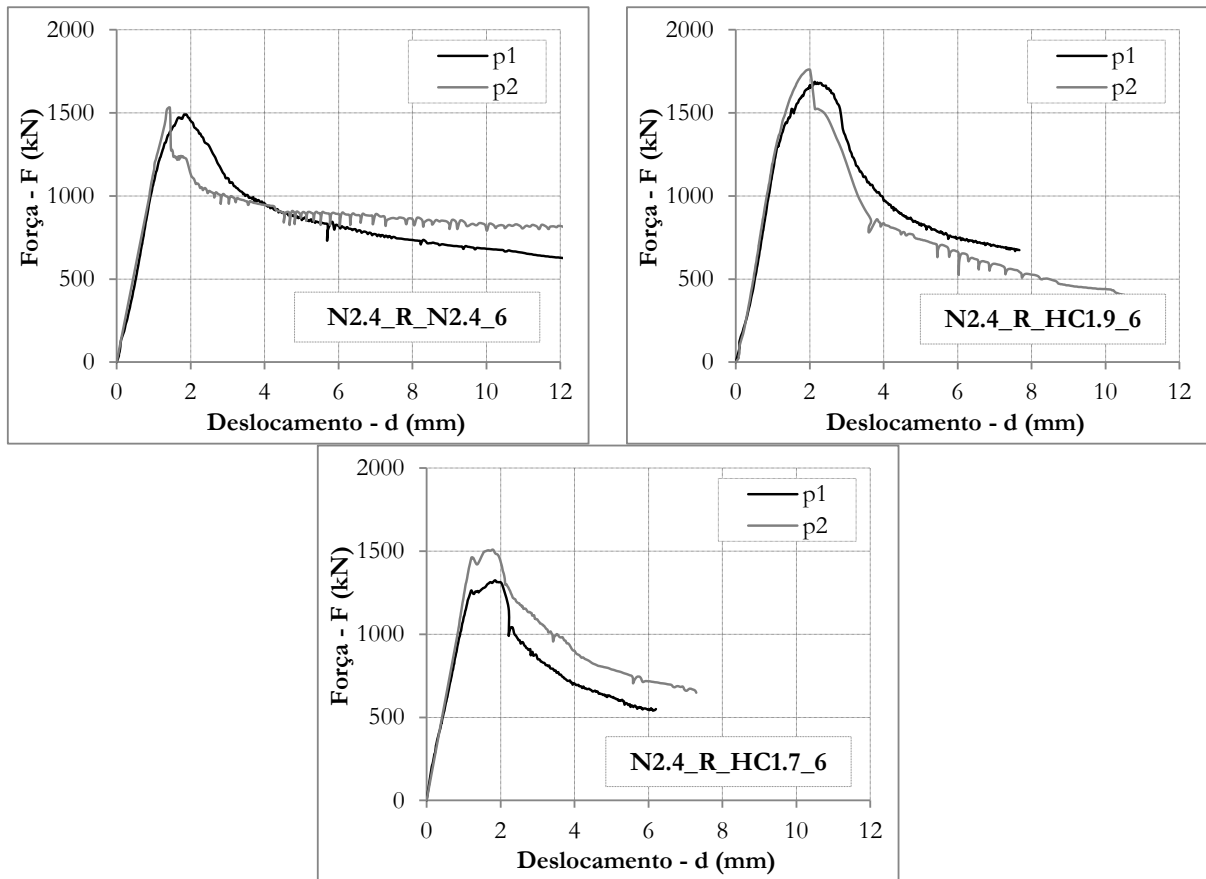 2000
1500
1000
500
0
Força - F (kN)
p1
p2
N2.4_R_N2.4_6
0 2 4 6 8 10 12
Deslocamento - d (mm)
2000
1500
1000
500
0
Força - F (kN)
p1
p2
N2.4_R_HC1.9_6
0 2 4 6 8 10 12
Deslocamento - d (mm)
2000
1500
1000
500
0
Força - F (kN)
p1
p2
N2.4_R_HC1.7_6
0 2 4 6 8 10 12
Deslocamento - d (mm)